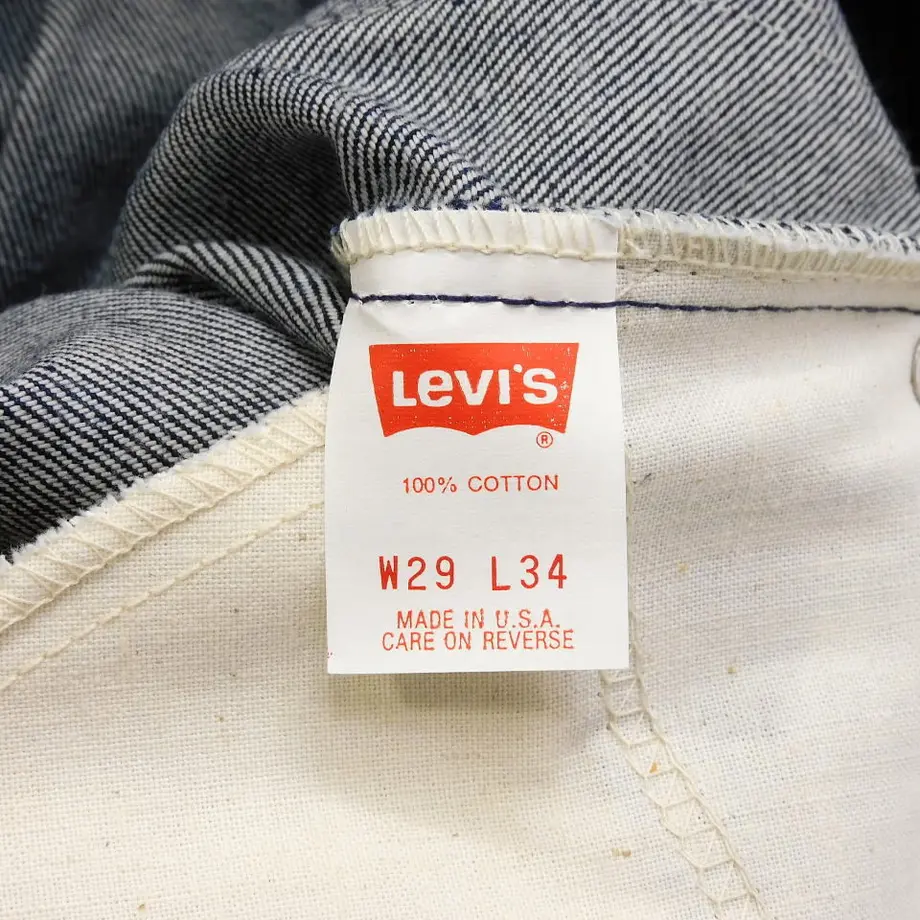 Levi's
®
100% COTTON
W29 L34
MADE IN U.S.A.
CARE ON REVERSE